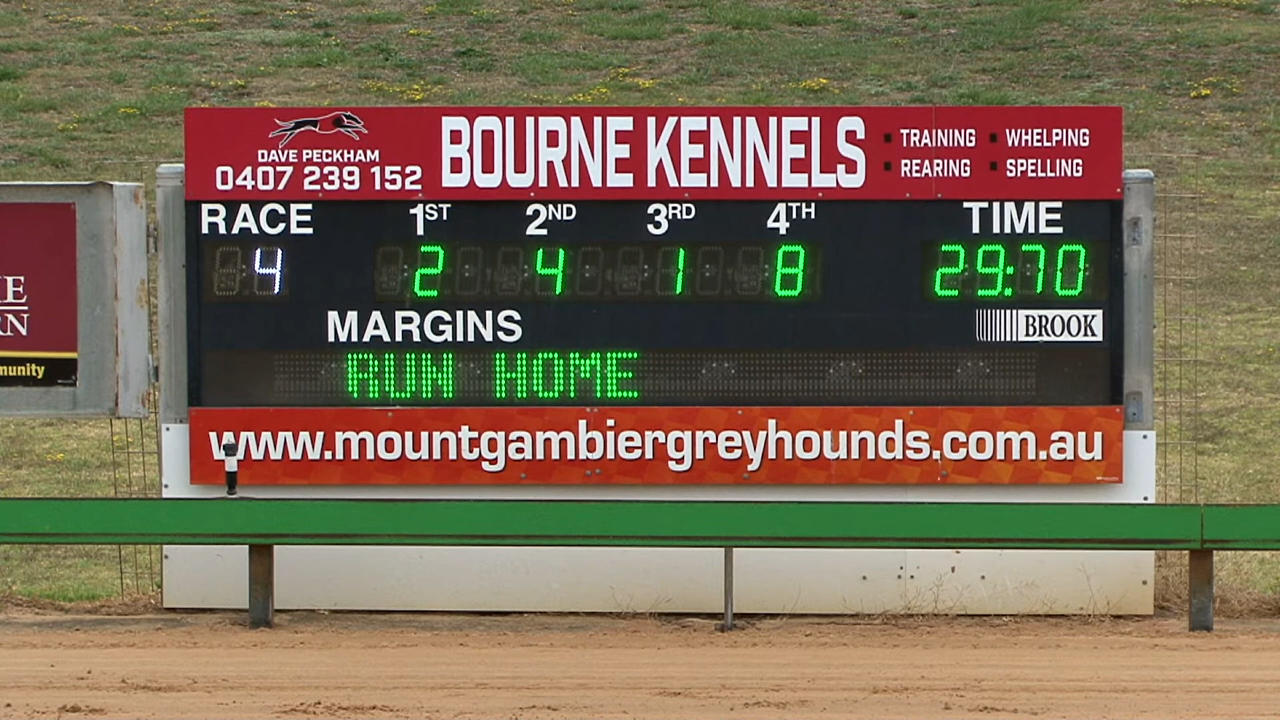 DAVE PECKHAM
0407 239 152
BOURNE KENNELS
TRAINING WHELPING
REARING SPELLING
RACE 1ST 2ND 3RD 4TH TIME
4 2 4 1 8 29:70
MARGINS
BROOK
RUN HOME
www.mountgambiergreyhounds.com.au